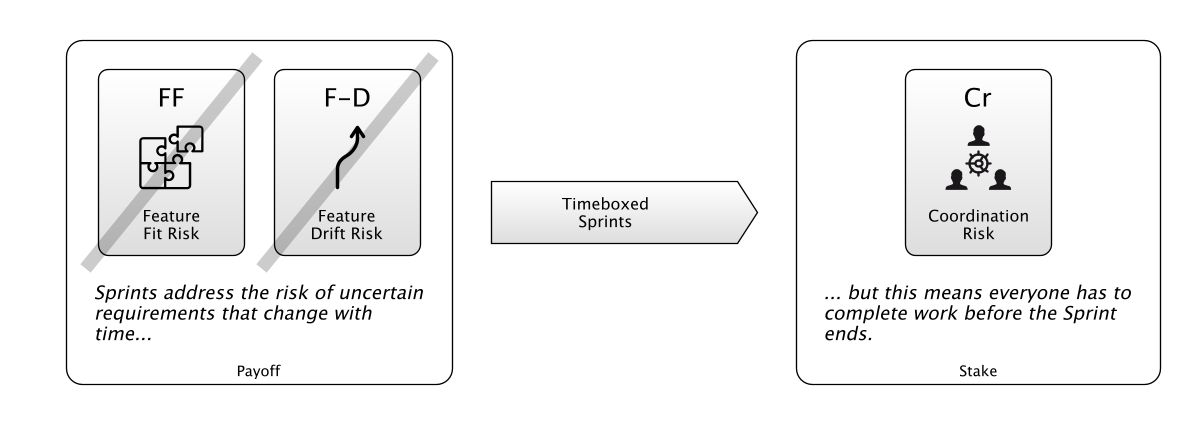 FF
Feature
Fit Risk
F-D
Feature
Drift Risk
Sprints address the risk of uncertain
requirements that change with
time...
Payoff
Timeboxed
Sprints
Cr
Coordination
Risk
... but this means everyone has to
complete work before the Sprint
ends.
Stake